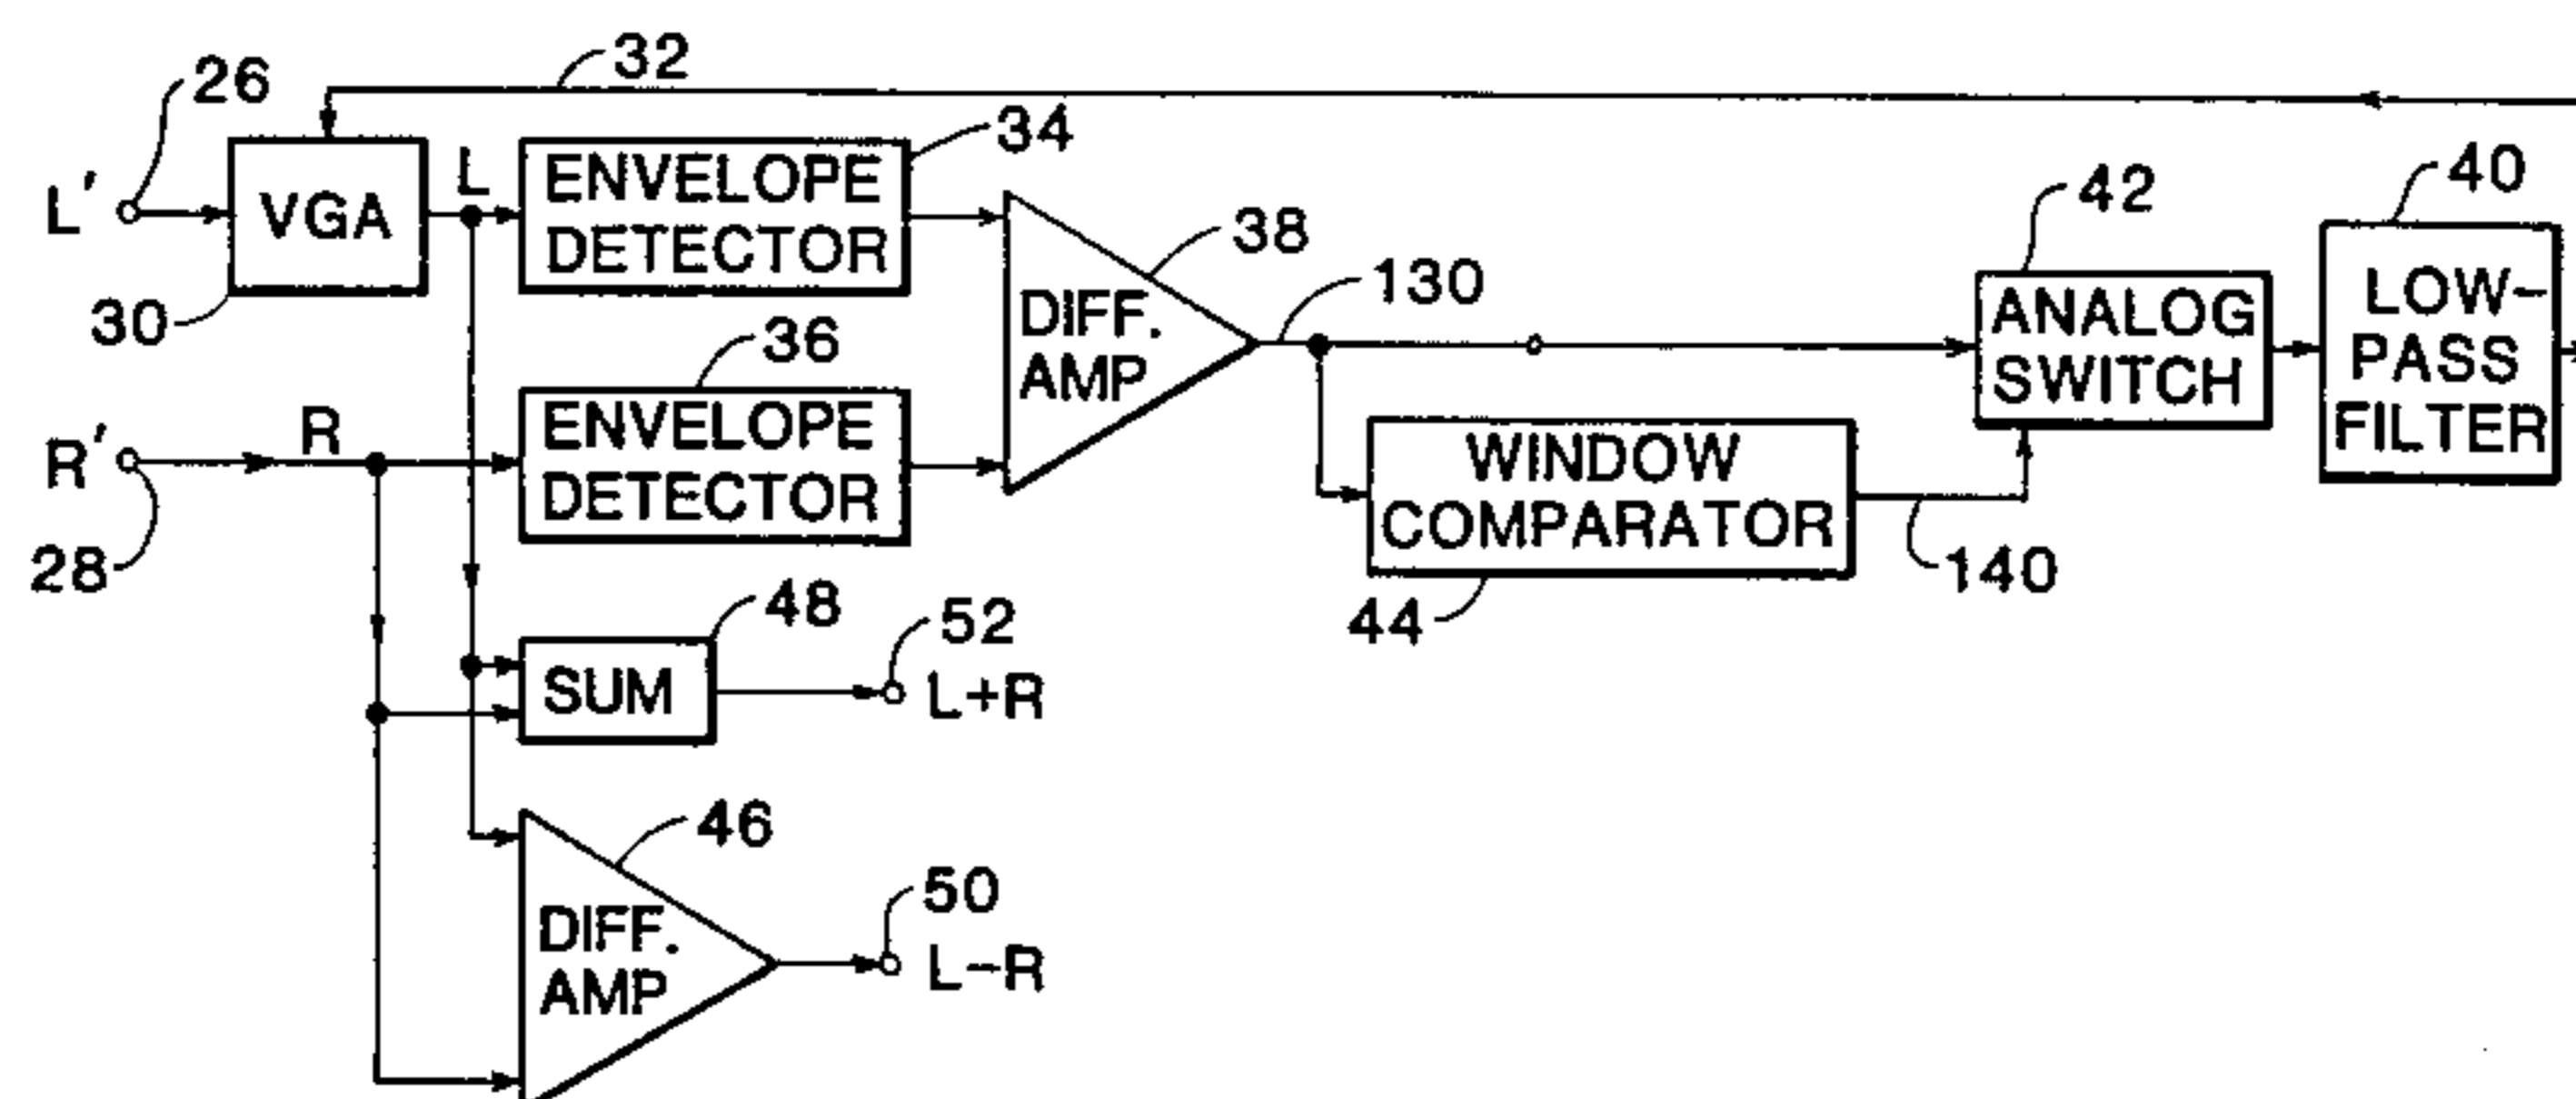 32
26
34
L'
VGA
L
ENVELOPE
DETECTOR
30
38
DIFF.
AMP
130
42
ANALOG
SWITCH
40
LOW-
PASS
FILTER
36
R'
R
ENVELOPE
DETECTOR
28
WINDOW
COMPARATOR
44
140
48
SUM
52
L+R
46
DIFF.
AMP
50
L-R